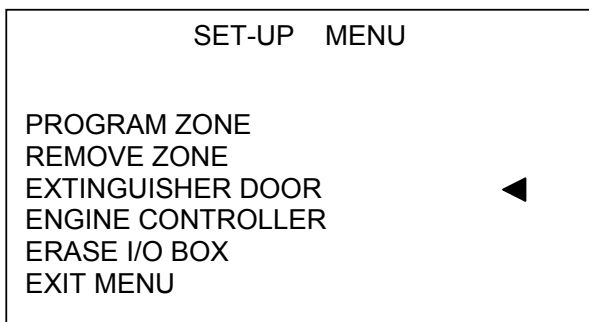 SET-UP MENU
PROGRAM ZONE
REMOVE ZONE
EXTINGUISHER DOOR
ENGINE CONTROLLER
ERASE I/O BOX
EXIT MENU